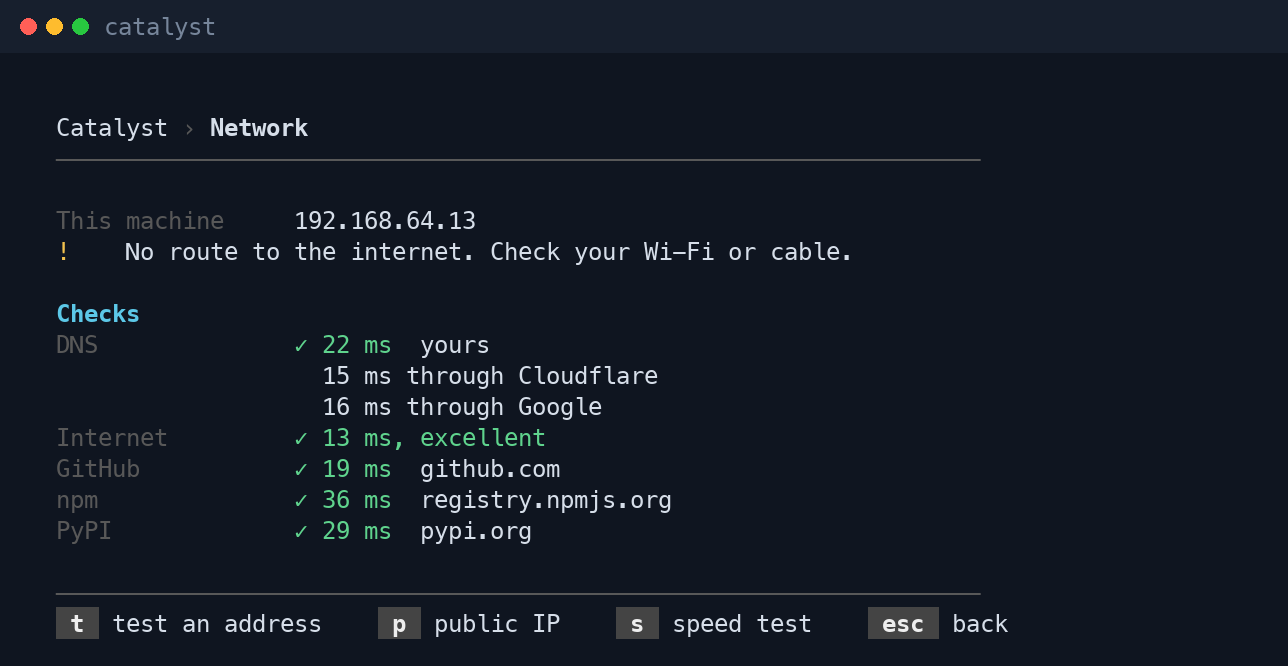 catalyst
Catalyst › Network
This machine 192.168.64.13
! No route to the internet. Check your Wi-Fi or cable.
Checks
DNS ✓ 22 ms yours
15 ms through Cloudflare
16 ms through Google
Internet ✓ 13 ms, excellent
GitHub ✓ 19 ms github.com
npm ✓ 36 ms registry.npmjs.org
PyPI ✓ 29 ms pypi.org
t test an address p public IP s speed test esc back